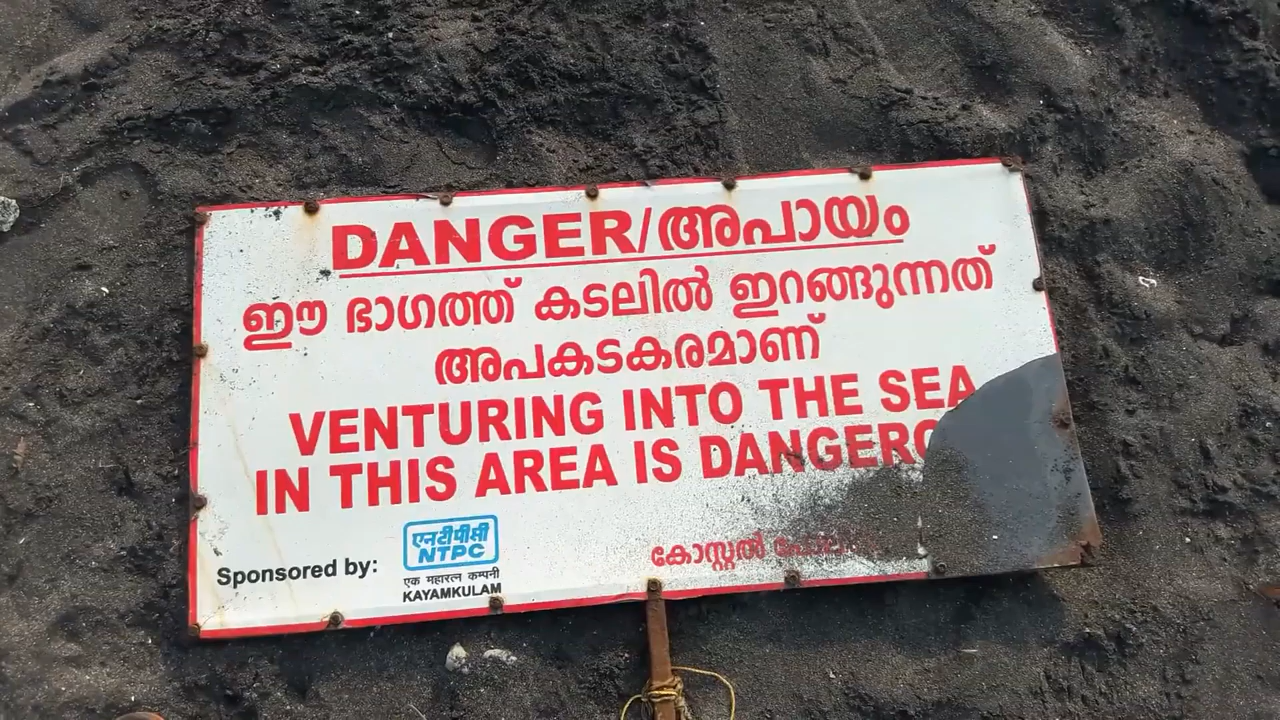 DANGER/അപായം
ഈ ഭാഗത്ത് കടലിൽ ഇറങ്ങുന്നത്
അപകടകരമാണ്
VENTURING INTO THE SEA
IN THIS AREA IS
Sponsored by:
एनटीपीसी
NTPC
एक महारत्न कम्पनी
KAYAMKULAM
കോസ്റ്റൽ